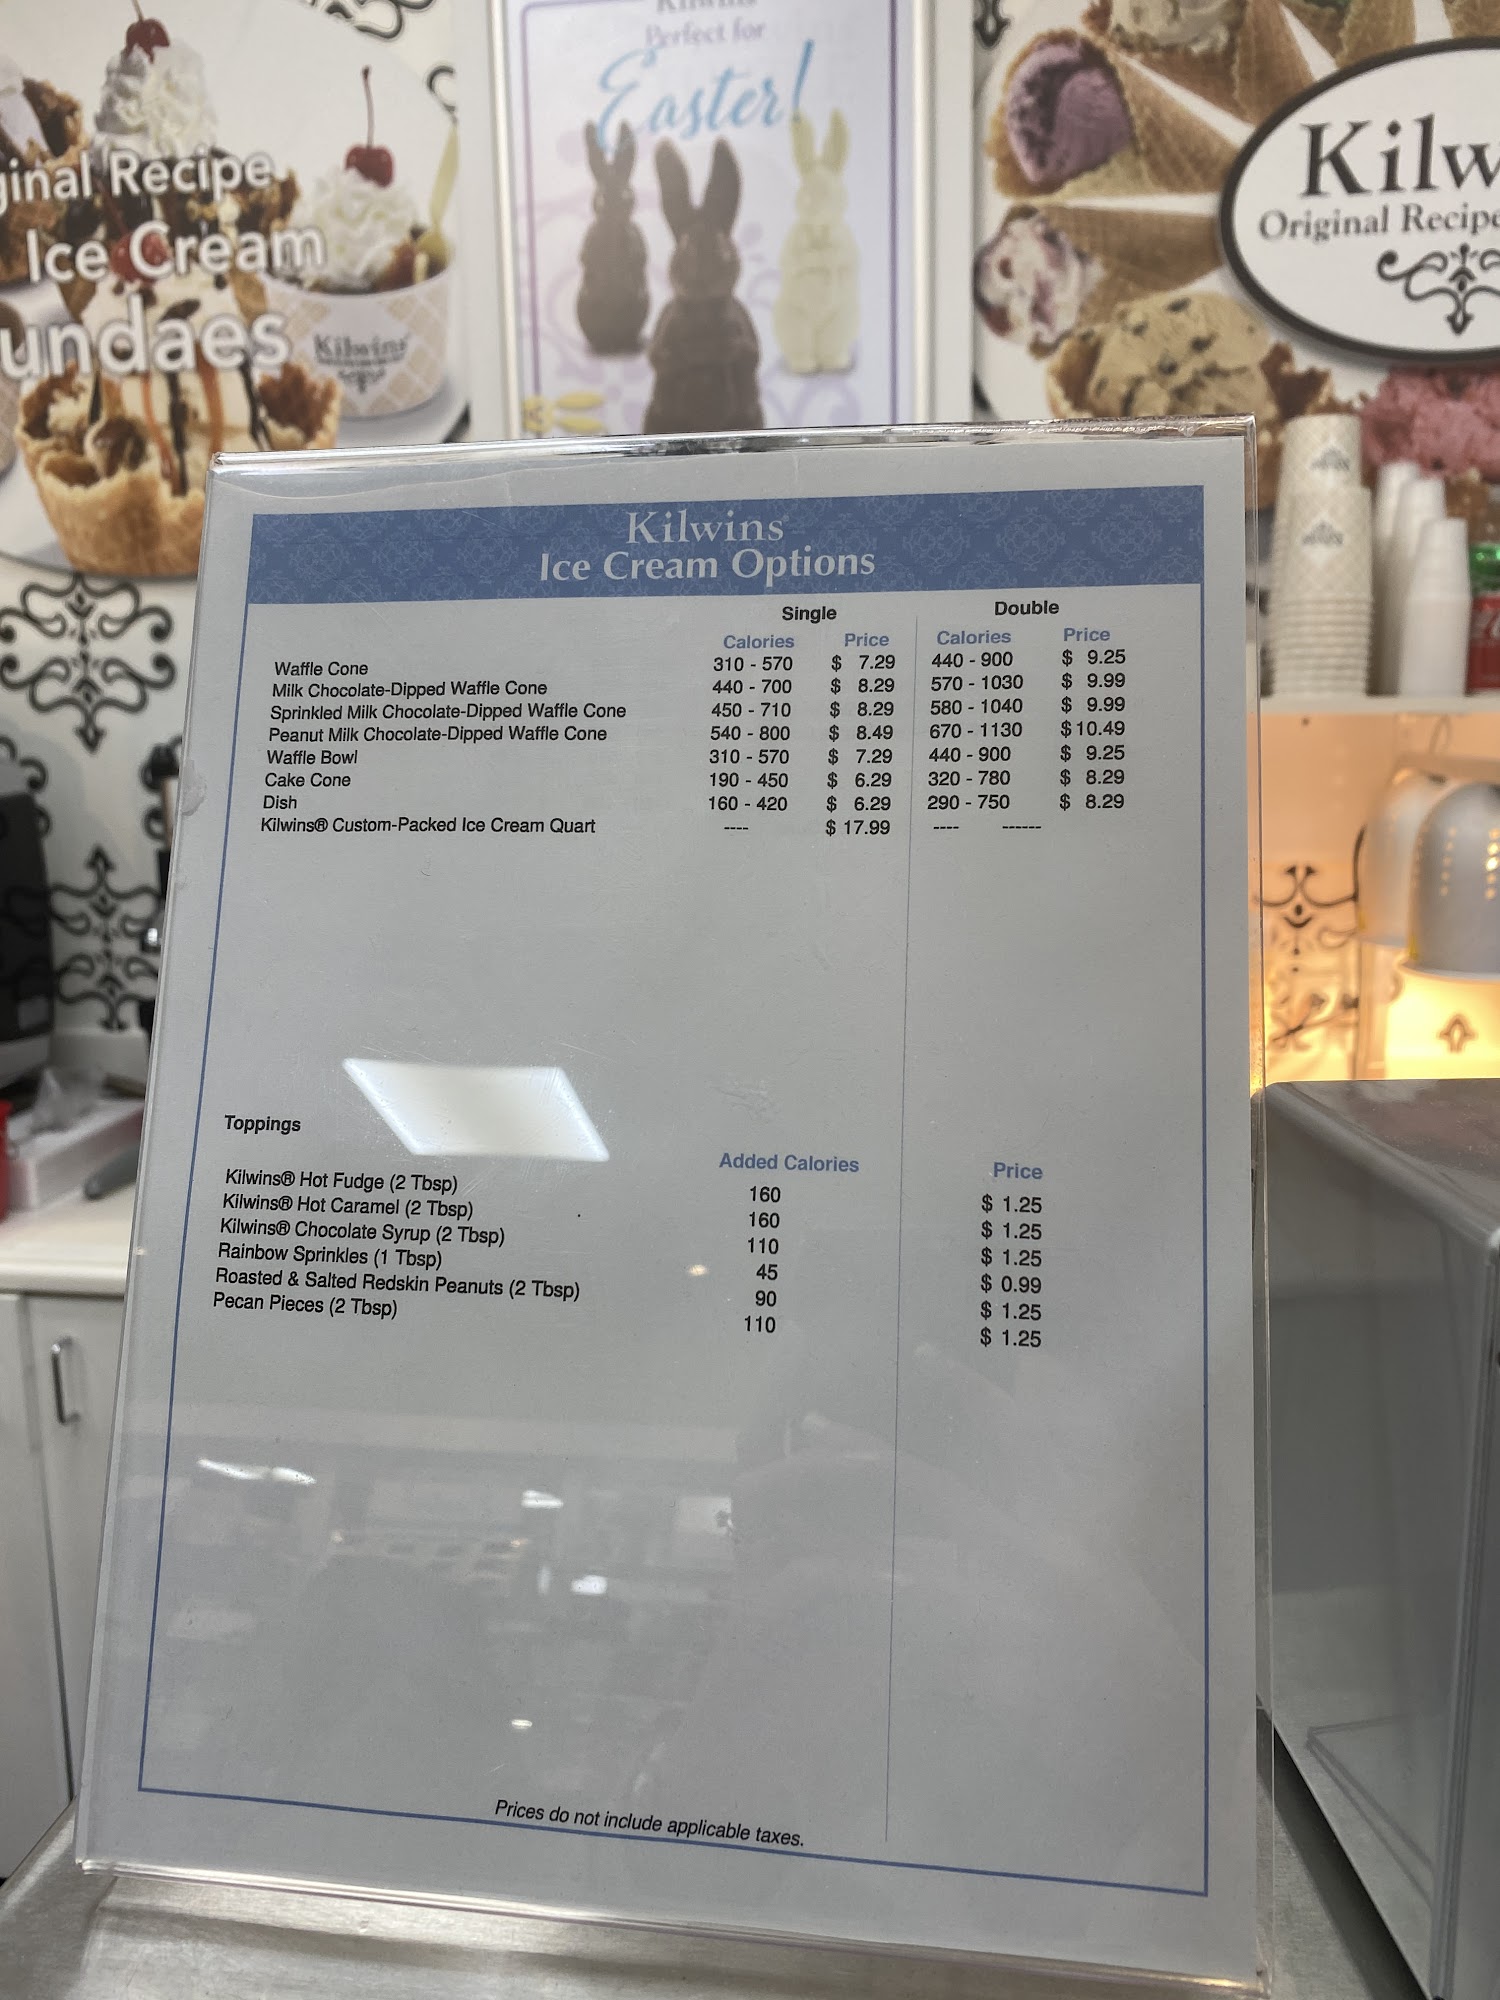 Kilwins
Perfect for
Easter!
ginal Recipe
Ice Cream
undaes
Kilwins
Kilw
Original Recipe
Kilwins
Ice Cream Options
Single Double
Calories Price Calories Price
Waffle Cone 310 - 570 $ 7.29 440 - 900 $ 9.25
Milk Chocolate-Dipped Waffle Cone 440 - 700 $ 8.29 570 - 1030 $ 9.99
Sprinkled Milk Chocolate-Dipped Waffle Cone 450 - 710 $ 8.29 580 - 1040 $ 9.99
Peanut Milk Chocolate-Dipped Waffle Cone 540 - 800 $ 8.49 670 - 1130 $10.49
Waffle Bowl 310 - 570 $ 7.29 440 - 900 $ 9.25
Cake Cone 190 - 450 $ 6.29 320 - 780 $ 8.29
Dish 160 - 420 $ 6.29 290 - 750 $ 8.29
Kilwins® Custom-Packed Ice Cream Quart ---- $ 17.99 ---- ------
Toppings
Added Calories Price
Kilwins® Hot Fudge (2 Tbsp) 160 $ 1.25
Kilwins® Hot Caramel (2 Tbsp) 160 $ 1.25
Kilwins® Chocolate Syrup (2 Tbsp) 110 $ 1.25
Rainbow Sprinkles (1 Tbsp) 45 $ 0.99
Roasted & Salted Redskin Peanuts (2 Tbsp) 90 $ 1.25
Pecan Pieces (2 Tbsp) 110 $ 1.25
Prices do not include applicable taxes.